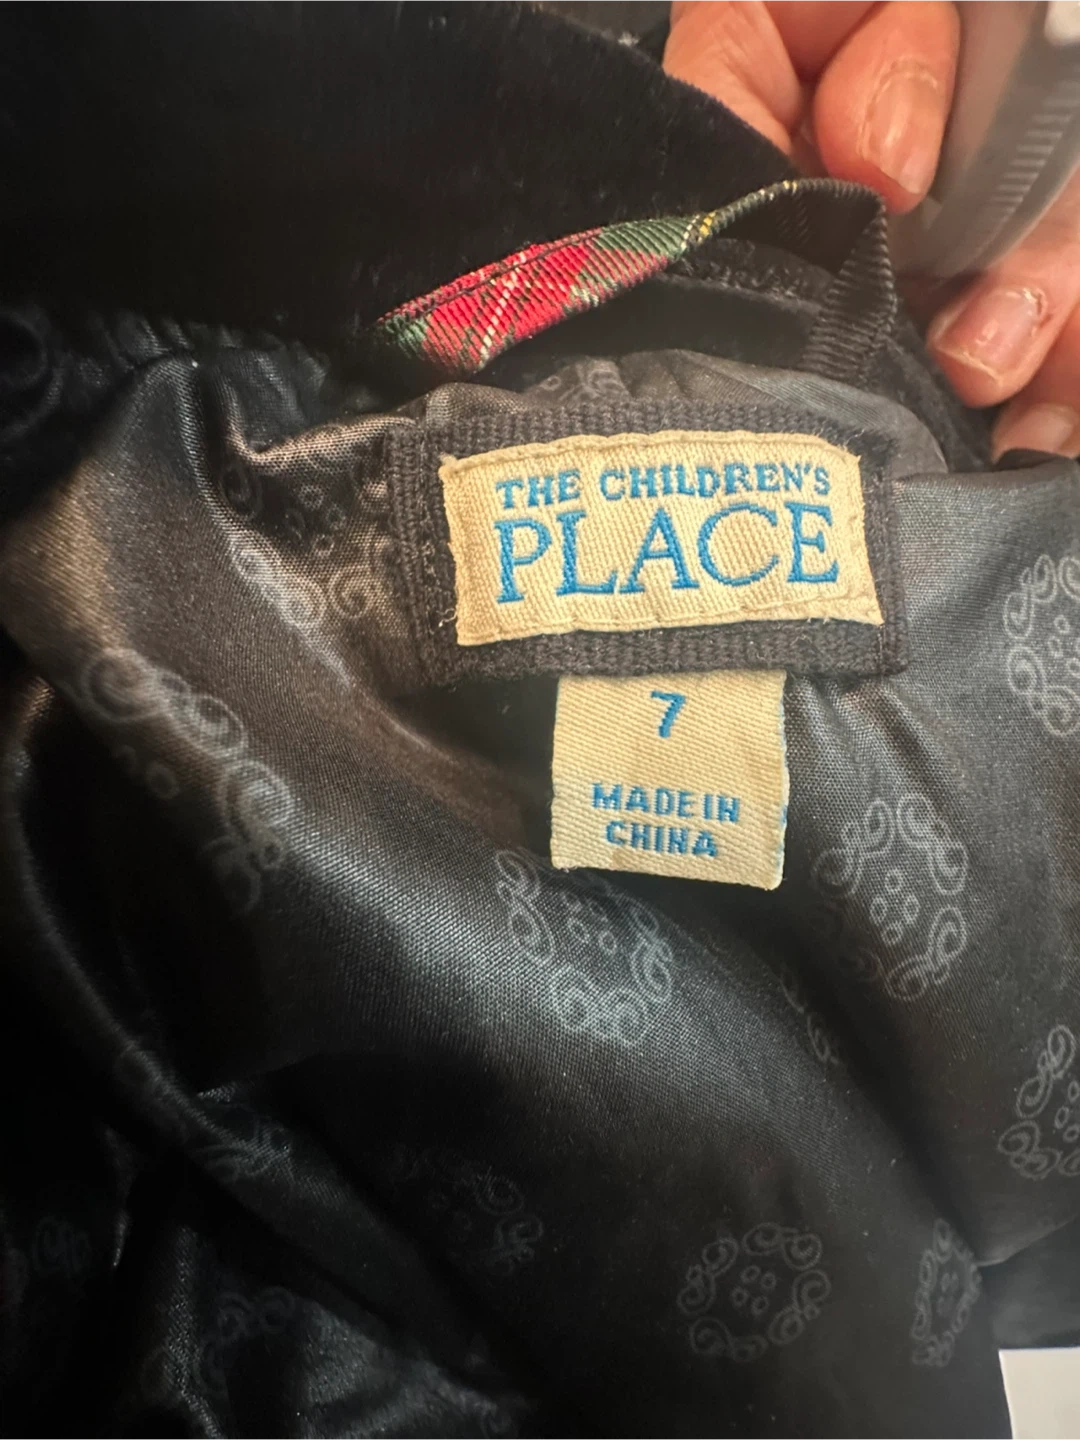 THE CHILDREN'S
PLACE
7
MADE IN
CHINA